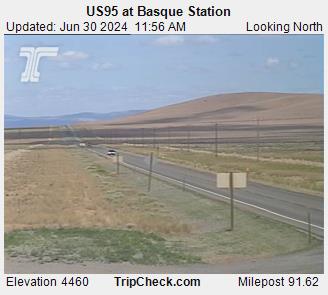 US95 at Basque Station
Updated: Jun 30 2024 11:56 AM
Looking North
Elevation 4460
TripCheck.com
Milepost 91.62